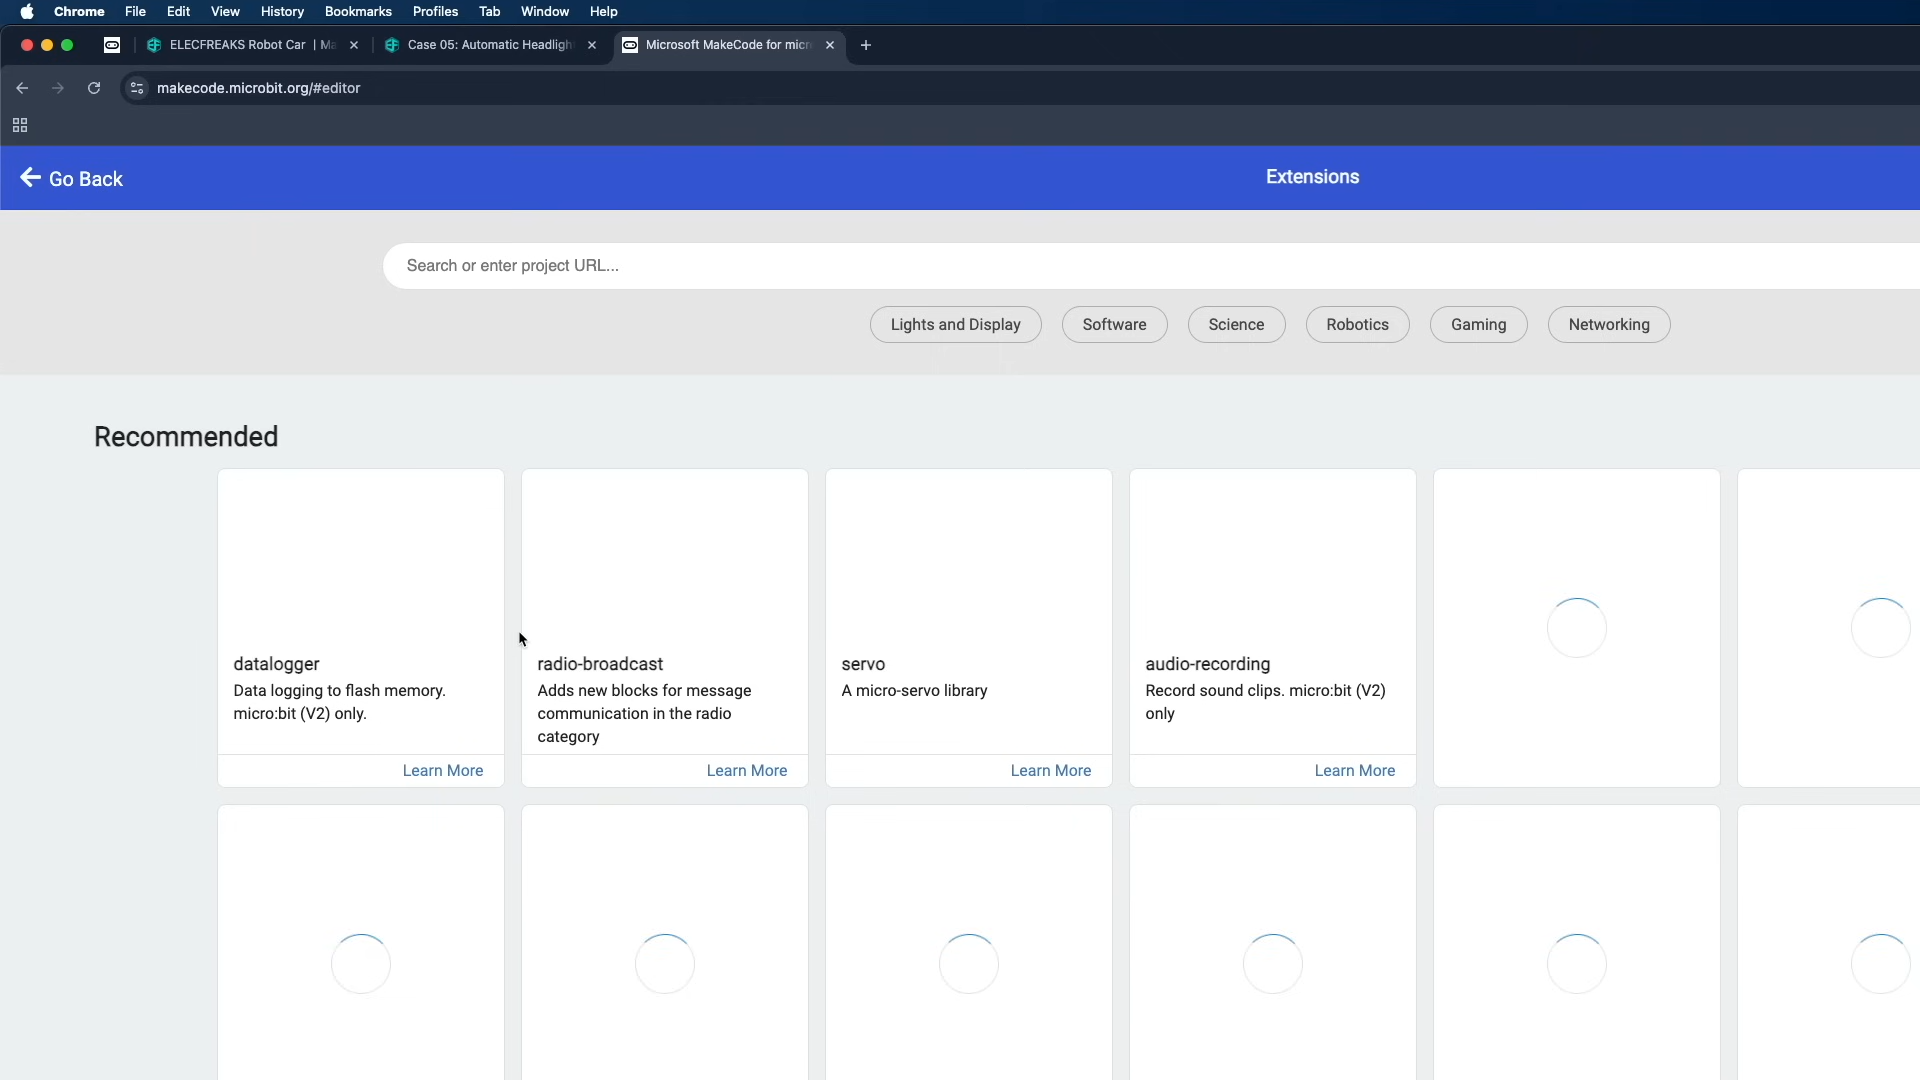 Chrome File Edit View History Bookmarks Profiles Tab Window Help
ELECFREAKS Robot Car | Ma
Case 05: Automatic Headligh
Microsoft MakeCode for micr
makecode.microbit.org/#editor
Go Back
Extensions
Search or enter project URL...
Lights and Display
Software
Science
Robotics
Gaming
Networking
Recommended
datalogger
Data logging to flash memory.
micro:bit (V2) only.
Learn More
radio-broadcast
Adds new blocks for message
communication in the radio
category
Learn More
servo
A micro-servo library
Learn More
audio-recording
Record sound clips. micro:bit (V2)
only
Learn More